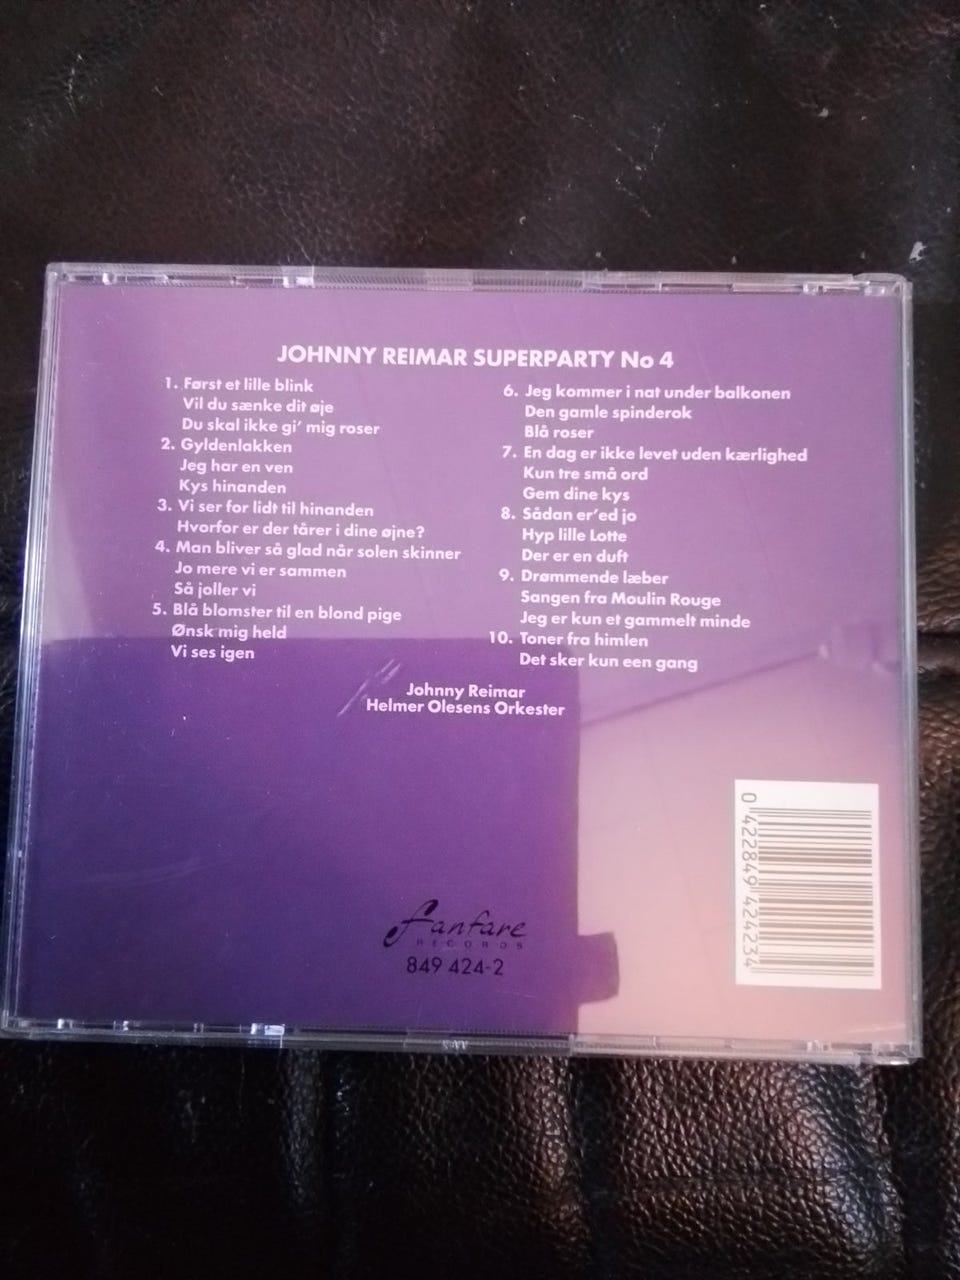 JOHNNY REIMAR SUPERPARTY No 4
1. Først et lille blink
Vil du sænke dit øje
Du skal ikke gi' mig roser
2. Gyldenlakken
Jeg har en ven
Kys hinanden
3. Vi ser for lidt til hinanden
Hvorfor er der tårer i dine øjne?
4. Man bliver så glad når solen skinner
Jo mere vi er sammen
Så joller vi
5. Blå blomster til en blond pige
Ønsk mig held
Vi ses igen
6. Jeg kommer i nat under balkonen
Den gamle spinderok
Blå roser
7. En dag er ikke levet uden kærlighed
Kun tre små ord
Gem dine kys
8. Sådan er'ed jo
Hyp lille Lotte
Der er en duft
9. Drømmende læber
Sangen fra Moulin Rouge
Jeg er kun et gammelt minde
10. Toner fra himlen
Det sker kun een gang
Johnny Reimar
Helmer Olesens Orkester
fanfare
RECORDS
849 424-2
0 422849 424234